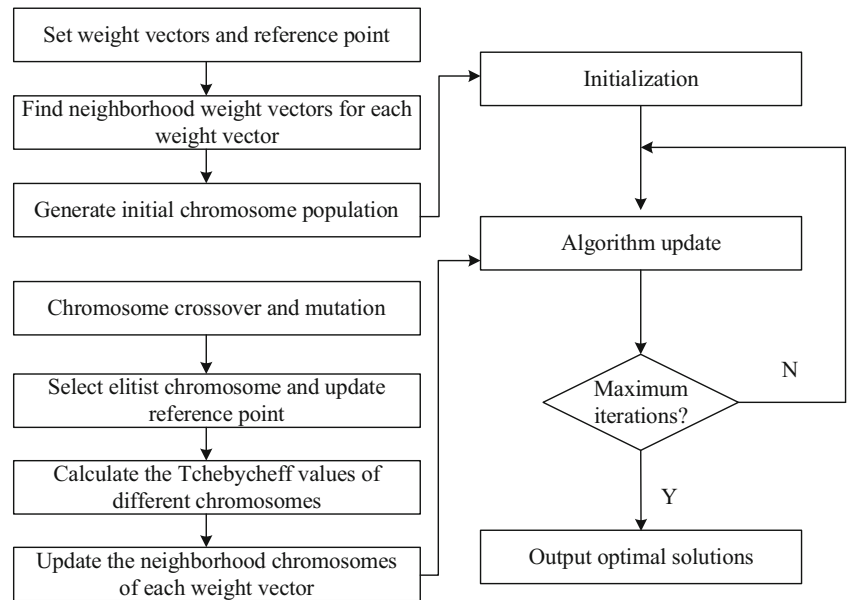 Set weight vectors and reference point
Find neighborhood weight vectors for each
weight vector
Generate initial chromosome population
Chromosome crossover and mutation
Select elitist chromosome and update
reference point
Calculate the Tchebycheff values of
different chromosomes
Update the neighborhood chromosomes
of each weight vector
Initialization
Algorithm update
Maximum
iterations?
N
Y
Output optimal solutions